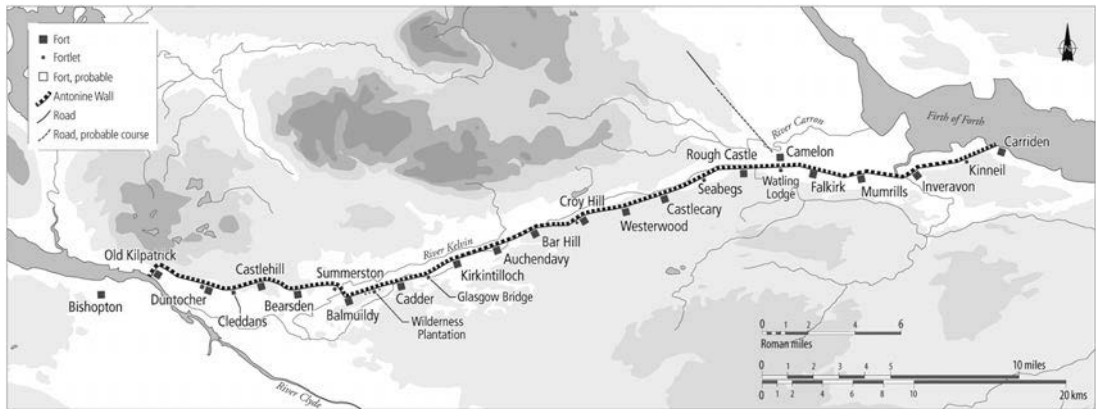 Fort
Fortlet
Fort, probable
Antonine Wall
Road
Road, probable course
N
Firth of Forth
River Carron
Carriden
Camelon
Rough Castle
Kinneil
Watling
Lodge
Seabegs
Falkirk
Mumrills
Inveravon
Croy Hill
Castlecary
Westerwood
Bar Hill
River Kelvin
Auchendavy
Old Kilpatrick
Castlehill
Summerston
Kirkintilloch
Bishopton
Duntocher
Cleddans
Bearsden
Balmuildy
Cadder
Glasgow Bridge
Wilderness
Plantation
River Clyde
0 1 2 4 6
Roman miles
0 1 2 3 4 5 10 miles
0 1 2 4 6 8 10 20 kms